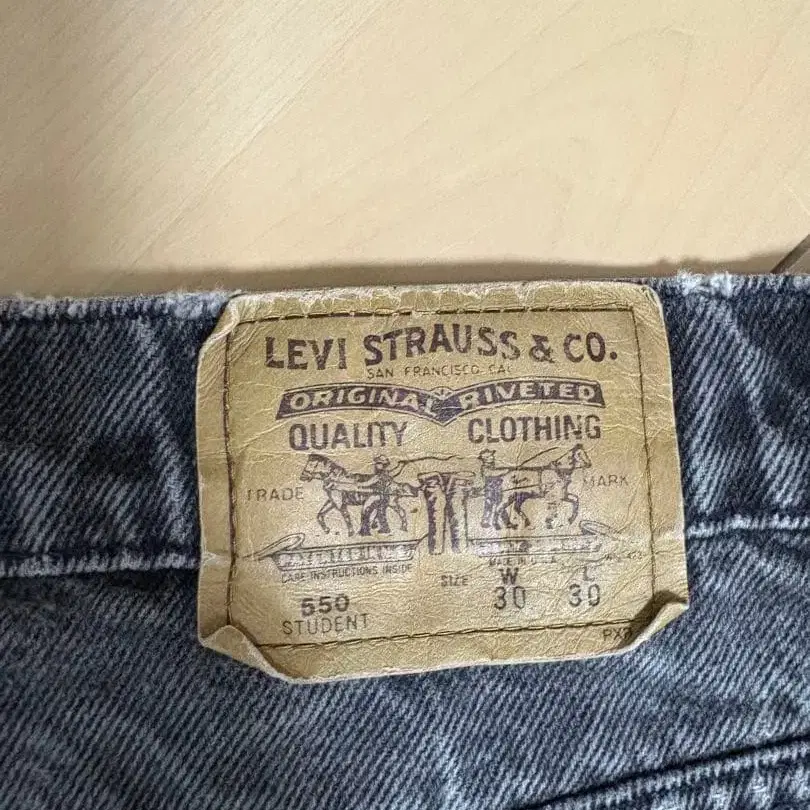 LEVI STRAUSS & CO.
SAN FRANCISCO CAL
ORIGINAL RIVETED
QUALITY CLOTHING
TRADE MARK
MADE IN U.S.A.
CARE INSTRUCTIONS INSIDE
SIZE W L
550 30 30
STUDENT